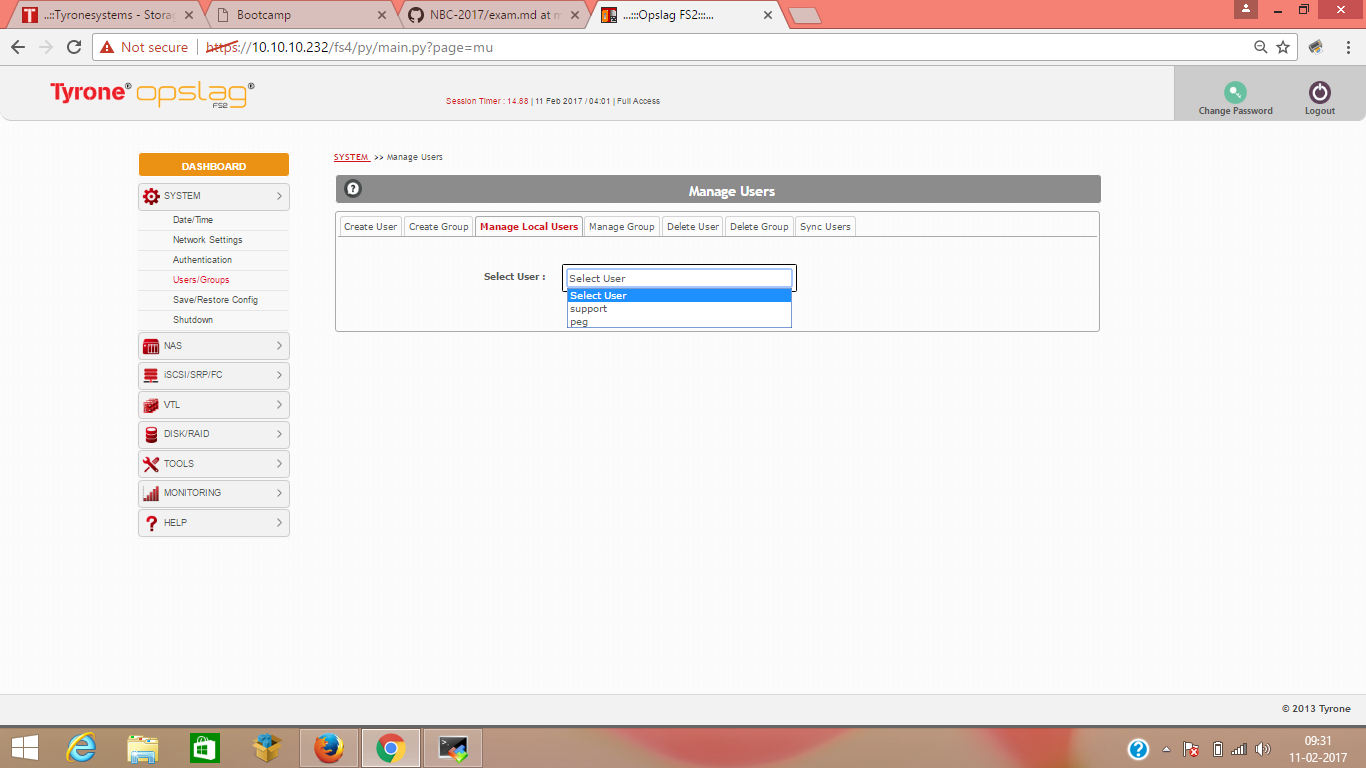 ..::Tyronesystems - Storag
Bootcamp
NBC-2017/exam.md at m
...:::Opslag FS2:::...
Not secure | https://10.10.10.232/fs4/py/main.py?page=mu
Tyrone® opslag® FS2
Session Timer : 14.88 | 11 Feb 2017 / 04:01 | Full Access
Change Password
Logout
SYSTEM >> Manage Users
DASHBOARD
SYSTEM
Date/Time
Network Settings
Authentication
Users/Groups
Save/Restore Config
Shutdown
NAS
iSCSI/SRP/FC
VTL
DISK/RAID
TOOLS
MONITORING
HELP
Manage Users
Create User
Create Group
Manage Local Users
Manage Group
Delete User
Delete Group
Sync Users
Select User :
Select User
Select User
support
peg
© 2013 Tyrone
09:31
11-02-2017